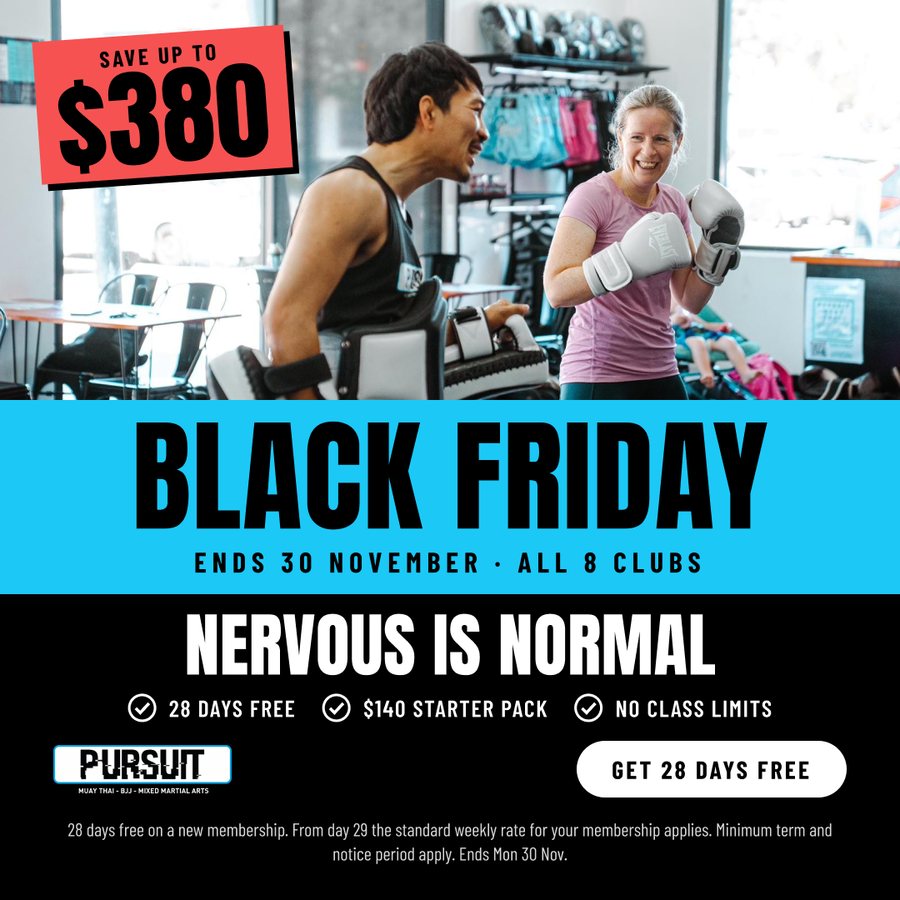 SAVE UP TO
$380
EVERLAST
BLACK FRIDAY
ENDS 30 NOVEMBER · ALL 8 CLUBS
NERVOUS IS NORMAL
28 DAYS FREE
$140 STARTER PACK
NO CLASS LIMITS
PURSUIT
MUAY THAI - BJJ - MIXED MARTIAL ARTS
GET 28 DAYS FREE
28 days free on a new membership. From day 29 the standard weekly rate for your membership applies. Minimum term and
notice period apply. Ends Mon 30 Nov.